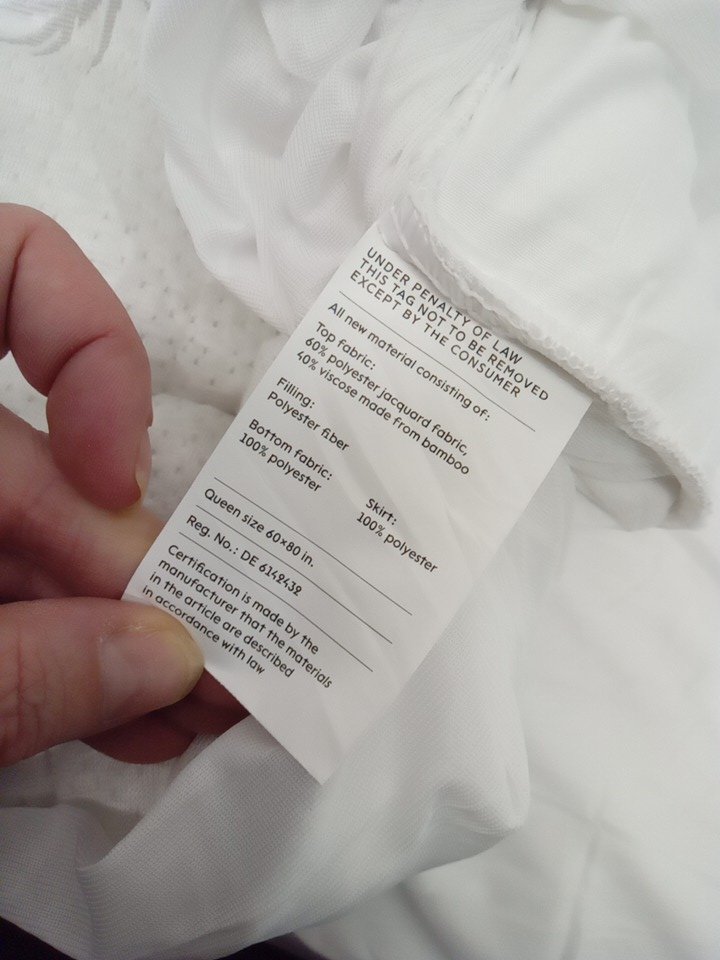 UNDER PENALTY OF LAW
THIS TAG NOT TO BE REMOVED
EXCEPT BY THE CONSUMER
All new material consisting of:
Top fabric:
60% polyester jacquard fabric,
40% viscose made from bamboo
Filling:
Polyester fiber
Bottom fabric:
100% polyester
Skirt:
100% polyester
Queen size 60x80 in.
Reg. No.: DE 6142432
Certification is made by the
manufacturer that the materials
in the article are described
in accordance with law